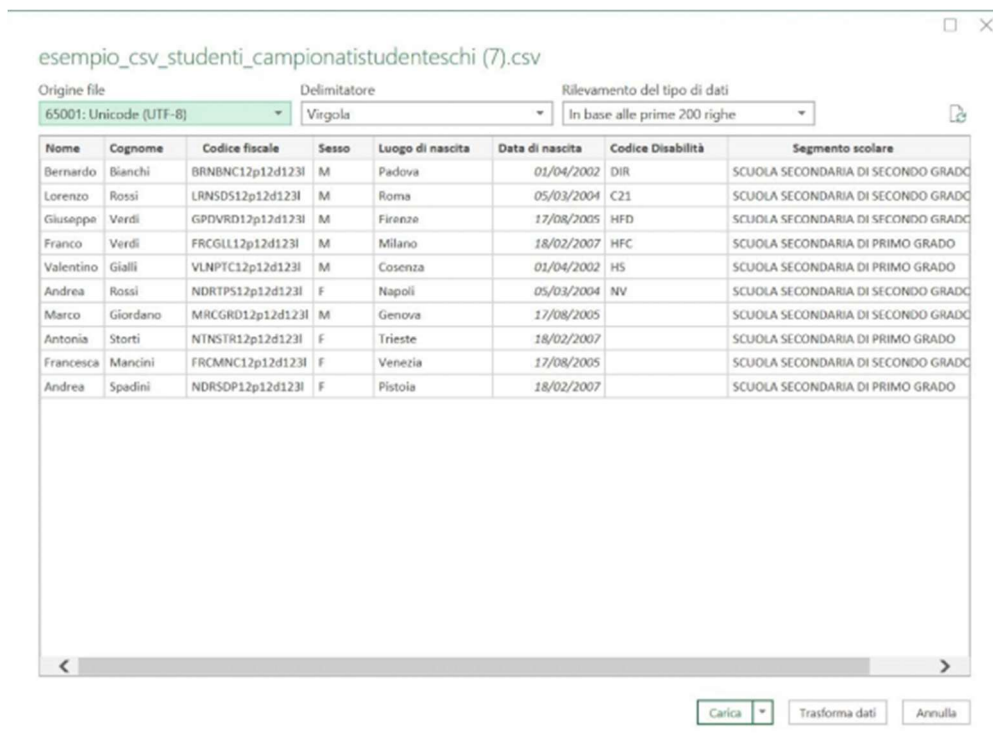 esempio_csv_studenti_campionatistudenteschi (7).csv
Origine file Delimitatore Rilevamento del tipo di dati
65001: Unicode (UTF-8) Virgola In base alle prime 200 righe
Nome Cognome Codice fiscale Sesso Luogo di nascita Data di nascita Codice Disabilità Segmento scolare
Bernardo Bianchi BRNBNC12p12d123l M Padova 01/04/2002 DIR SCUOLA SECONDARIA DI SECONDO GRADO
Lorenzo Rossi LRNSDS12p12d123l M Roma 05/03/2004 C21 SCUOLA SECONDARIA DI SECONDO GRADO
Giuseppe Verdi GPDVRD12p12d123l M Firenze 17/08/2005 HFD SCUOLA SECONDARIA DI SECONDO GRADO
Franco Verdi FRCGLL12p12d123l M Milano 18/02/2007 HFC SCUOLA SECONDARIA DI PRIMO GRADO
Valentino Gialli VLNPTC12p12d123l M Cosenza 01/04/2002 HS SCUOLA SECONDARIA DI PRIMO GRADO
Andrea Rossi NDRTPS12p12d123l F Napoli 05/03/2004 NV SCUOLA SECONDARIA DI SECONDO GRADO
Marco Giordano MRCGRD12p12d123l M Genova 17/08/2005 SCUOLA SECONDARIA DI SECONDO GRADO
Antonia Storti NTNSTR12p12d123l F Trieste 18/02/2007 SCUOLA SECONDARIA DI PRIMO GRADO
Francesca Mancini FRCMNC12p12d123l F Venezia 17/08/2005 SCUOLA SECONDARIA DI SECONDO GRADO
Andrea Spadini NDRSDP12p12d123l F Pistoia 18/02/2007 SCUOLA SECONDARIA DI PRIMO GRADO
Carica Trasforma dati Annulla